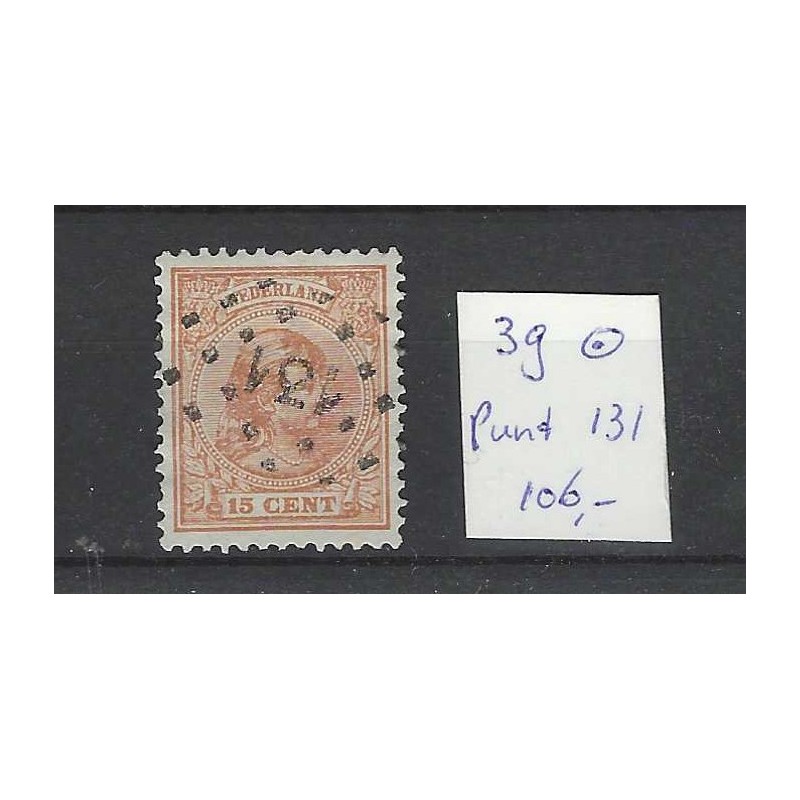 NEDERLAND
131
15 CENT
39 ⊙
Punt 131
106,-